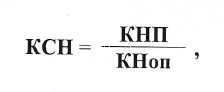 КСН = КНП
КНоп ,